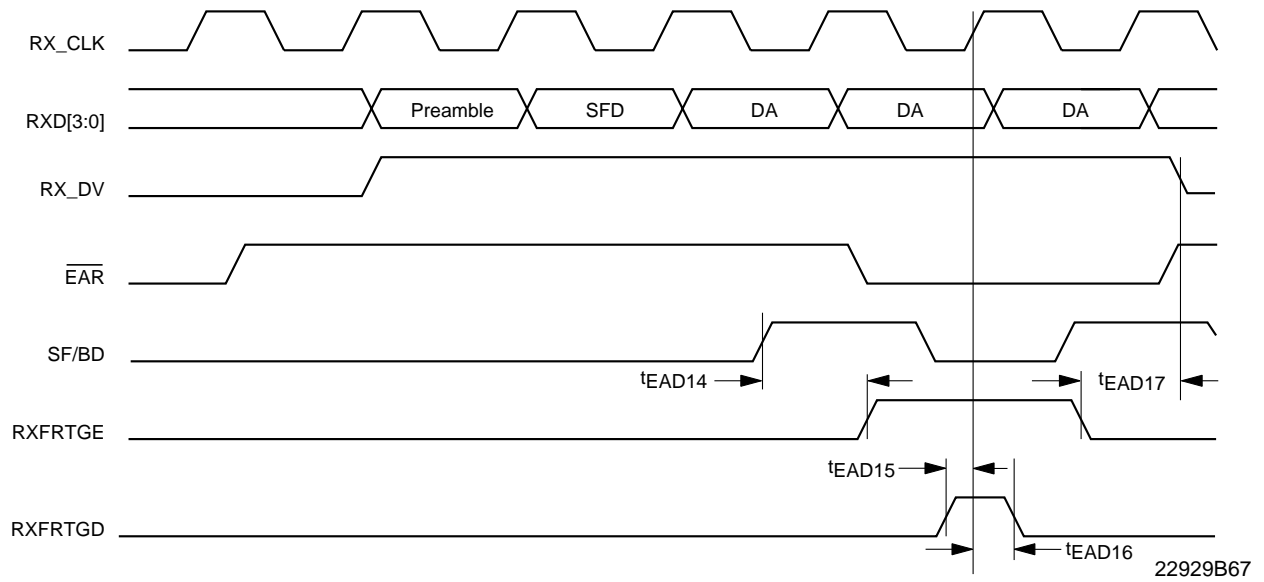 RX_CLK
RXD[3:0]
Preamble SFD DA DA DA
RX_DV
EAR
SF/BD
tEAD14 tEAD17
RXFRTGE
tEAD15
RXFRTGD
tEAD16
22929B67